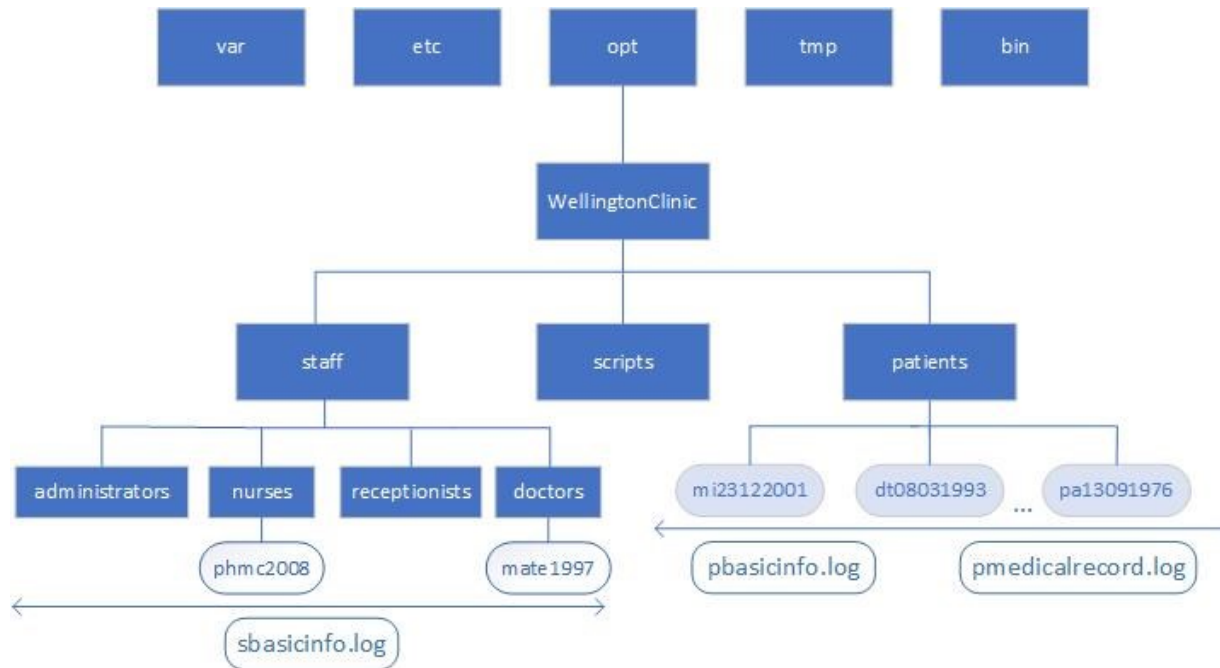 var
etc
opt
tmp
bin
WellingtonClinic
staff
scripts
patients
administrators
nurses
receptionists
doctors
mi23122001
dt08031993
...
pa13091976
phmc2008
mate1997
pbasicinfo.log
pmedicalrecord.log
sbasicinfo.log